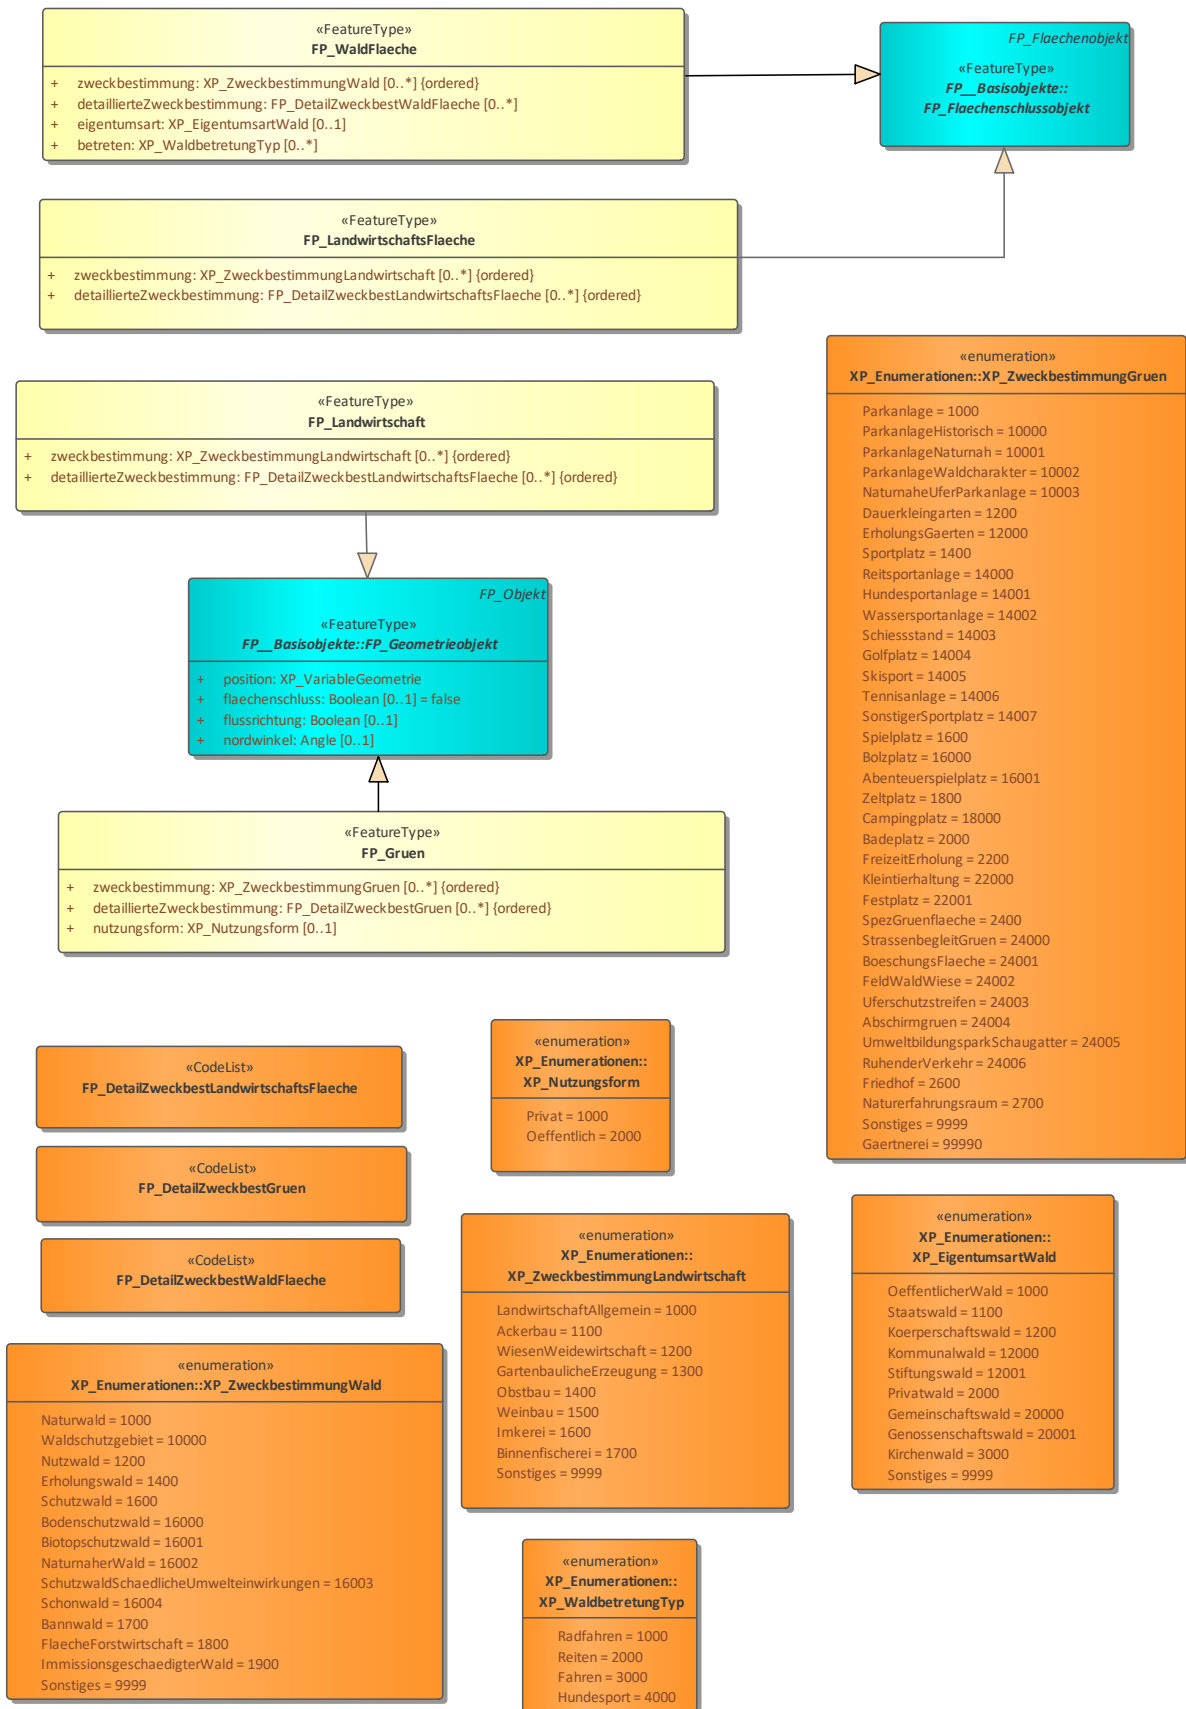 «FeatureType»
FP_WaldFlaeche
+ zweckbestimmung: XP_ZweckbestimmungWald [0..*] {ordered}
+ detaillierteZweckbestimmung: FP_DetailZweckbestWaldFlaeche [0..*]
+ eigentumsart: XP_EigentumsartWald [0..1]
+ betreten: XP_WaldbetretungTyp [0..*]
FP_Flaechenobjekt
«FeatureType»
FP__Basisobjekte::
FP_Flaechenschlussobjekt
«FeatureType»
FP_LandwirtschaftsFlaeche
+ zweckbestimmung: XP_ZweckbestimmungLandwirtschaft [0..*] {ordered}
+ detaillierteZweckbestimmung: FP_DetailZweckbestLandwirtschaftsFlaeche [0..*] {ordered}
«FeatureType»
FP_Landwirtschaft
+ zweckbestimmung: XP_ZweckbestimmungLandwirtschaft [0..*] {ordered}
+ detaillierteZweckbestimmung: FP_DetailZweckbestLandwirtschaftsFlaeche [0..*] {ordered}
FP_Objekt
«FeatureType»
FP__Basisobjekte::FP_Geometrieobjekt
+ position: XP_VariableGeometrie
+ flaechenschluss: Boolean [0..1] = false
+ flussrichtung: Boolean [0..1]
+ nordwinkel: Angle [0..1]
«FeatureType»
FP_Gruen
+ zweckbestimmung: XP_ZweckbestimmungGruen [0..*] {ordered}
+ detaillierteZweckbestimmung: FP_DetailZweckbestGruen [0..*] {ordered}
+ nutzungsform: XP_Nutzungsform [0..1]
«enumeration»
XP_Enumerationen::XP_ZweckbestimmungGruen
Parkanlage = 1000
ParkanlageHistorisch = 10000
ParkanlageNaturnah = 10001
ParkanlageWaldcharakter = 10002
NaturnaheUferParkanlage = 10003
Dauerkleingarten = 1200
ErholungsGaerten = 12000
Sportplatz = 1400
Reitsportanlage = 14000
Hundesportanlage = 14001
Wassersportanlage = 14002
Schiessstand = 14003
Golfplatz = 14004
Skisport = 14005
Tennisanlage = 14006
SonstigerSportplatz = 14007
Spielplatz = 1600
Bolzplatz = 16000
Abenteuerspielplatz = 16001
Zeltplatz = 1800
Campingplatz = 18000
Badeplatz = 2000
FreizeitErholung = 2200
Kleintierhaltung = 22000
Festplatz = 22001
SpezGruenflaeche = 2400
StrassenbegleitGruen = 24000
BoeschungsFlaeche = 24001
FeldWaldWiese = 24002
Uferschutzstreifen = 24003
Abschirmgruen = 24004
UmweltbildungsparkSchaugatter = 24005
RuhenderVerkehr = 24006
Friedhof = 2600
Naturerfahrungsraum = 2700
Sonstiges = 9999
Gaertnerei = 99990
«CodeList»
FP_DetailZweckbestLandwirtschaftsFlaeche
«CodeList»
FP_DetailZweckbestGruen
«CodeList»
FP_DetailZweckbestWaldFlaeche
«enumeration»
XP_Enumerationen::
XP_Nutzungsform
Privat = 1000
Oeffentlich = 2000
«enumeration»
XP_Enumerationen::
XP_ZweckbestimmungLandwirtschaft
LandwirtschaftAllgemein = 1000
Ackerbau = 1100
WiesenWeidewirtschaft = 1200
GartenbaulicheErzeugung = 1300
Obstbau = 1400
Weinbau = 1500
Imkerei = 1600
Binnenfischerei = 1700
Sonstiges = 9999
«enumeration»
XP_Enumerationen::
XP_EigentumsartWald
OeffentlicherWald = 1000
Staatswald = 1100
Koerperschaftswald = 1200
Kommunalwald = 12000
Stiftungswald = 12001
Privatwald = 2000
Gemeinschaftswald = 20000
Genossenschaftswald = 20001
Kirchenwald = 3000
Sonstiges = 9999
«enumeration»
XP_Enumerationen::XP_ZweckbestimmungWald
Naturwald = 1000
Waldschutzgebiet = 10000
Nutzwald = 1200
Erholungswald = 1400
Schutzwald = 1600
Bodenschutzwald = 16000
Biotopschutzwald = 16001
NaturnaherWald = 16002
SchutzwaldSchaedlicheUmwelteinwirkungen = 16003
Schonwald = 16004
Bannwald = 1700
FlaecheForstwirtschaft = 1800
ImmissionsgeschaedigterWald = 1900
Sonstiges = 9999
«enumeration»
XP_Enumerationen::
XP_WaldbetretungTyp
Radfahren = 1000
Reiten = 2000
Fahren = 3000
Hundesport = 4000